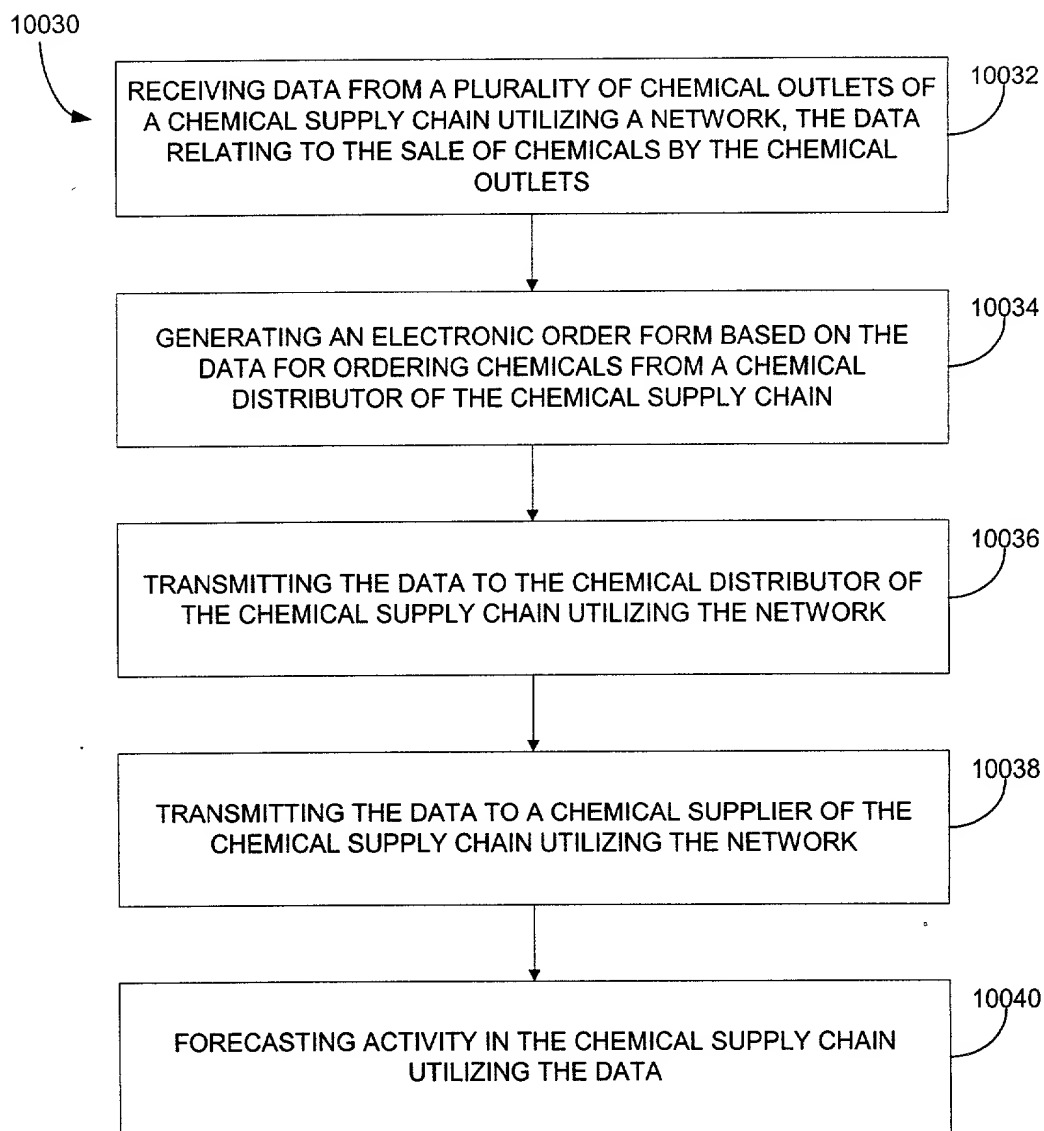 10030
10032
RECEIVING DATA FROM A PLURALITY OF CHEMICAL OUTLETS OF
A CHEMICAL SUPPLY CHAIN UTILIZING A NETWORK, THE DATA
RELATING TO THE SALE OF CHEMICALS BY THE CHEMICAL
OUTLETS
10034
GENERATING AN ELECTRONIC ORDER FORM BASED ON THE
DATA FOR ORDERING CHEMICALS FROM A CHEMICAL
DISTRIBUTOR OF THE CHEMICAL SUPPLY CHAIN
10036
TRANSMITTING THE DATA TO THE CHEMICAL DISTRIBUTOR OF
THE CHEMICAL SUPPLY CHAIN UTILIZING THE NETWORK
10038
TRANSMITTING THE DATA TO A CHEMICAL SUPPLIER OF THE
CHEMICAL SUPPLY CHAIN UTILIZING THE NETWORK
10040
FORECASTING ACTIVITY IN THE CHEMICAL SUPPLY CHAIN
UTILIZING THE DATA